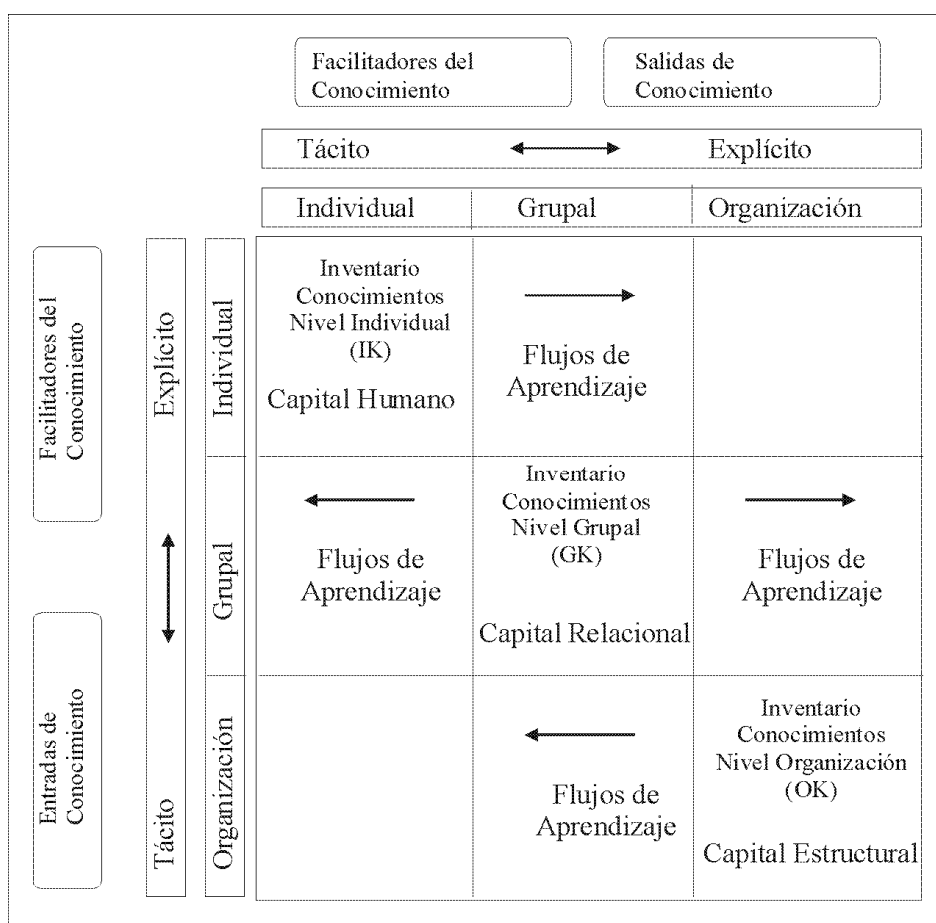 Facilitadores del
Conocimiento
Salidas de
Conocimiento
Tácito
Explícito
Individual
Grupal
Organización
Facilitadores del
Conocimiento
Entradas de
Conocimiento
Explícito
Tácito
Individual
Grupal
Organización
Inventario
Conocimientos
Nivel Individual
(IK)
Capital Humano
Flujos de
Aprendizaje
Flujos de
Aprendizaje
Inventario
Conocimientos
Nivel Grupal
(GK)
Capital Relacional
Flujos de
Aprendizaje
Flujos de
Aprendizaje
Inventario
Conocimientos
Nivel Organización
(OK)
Capital Estructural